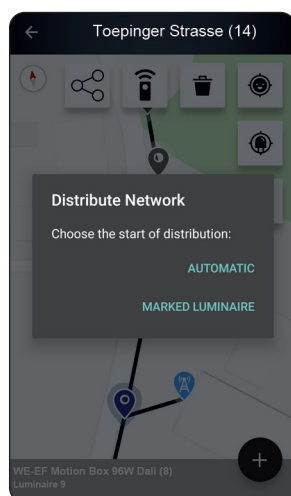 Toepinger Strasse (14)
Distribute Network
Choose the start of distribution:
AUTOMATIC
MARKED LUMINAIRE
WE-EF Motion Box 96W Dali (8)
Luminaire 9